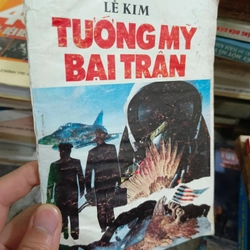 LÊ KIM
TƯỚNG MỸ
BẠI TRẬN